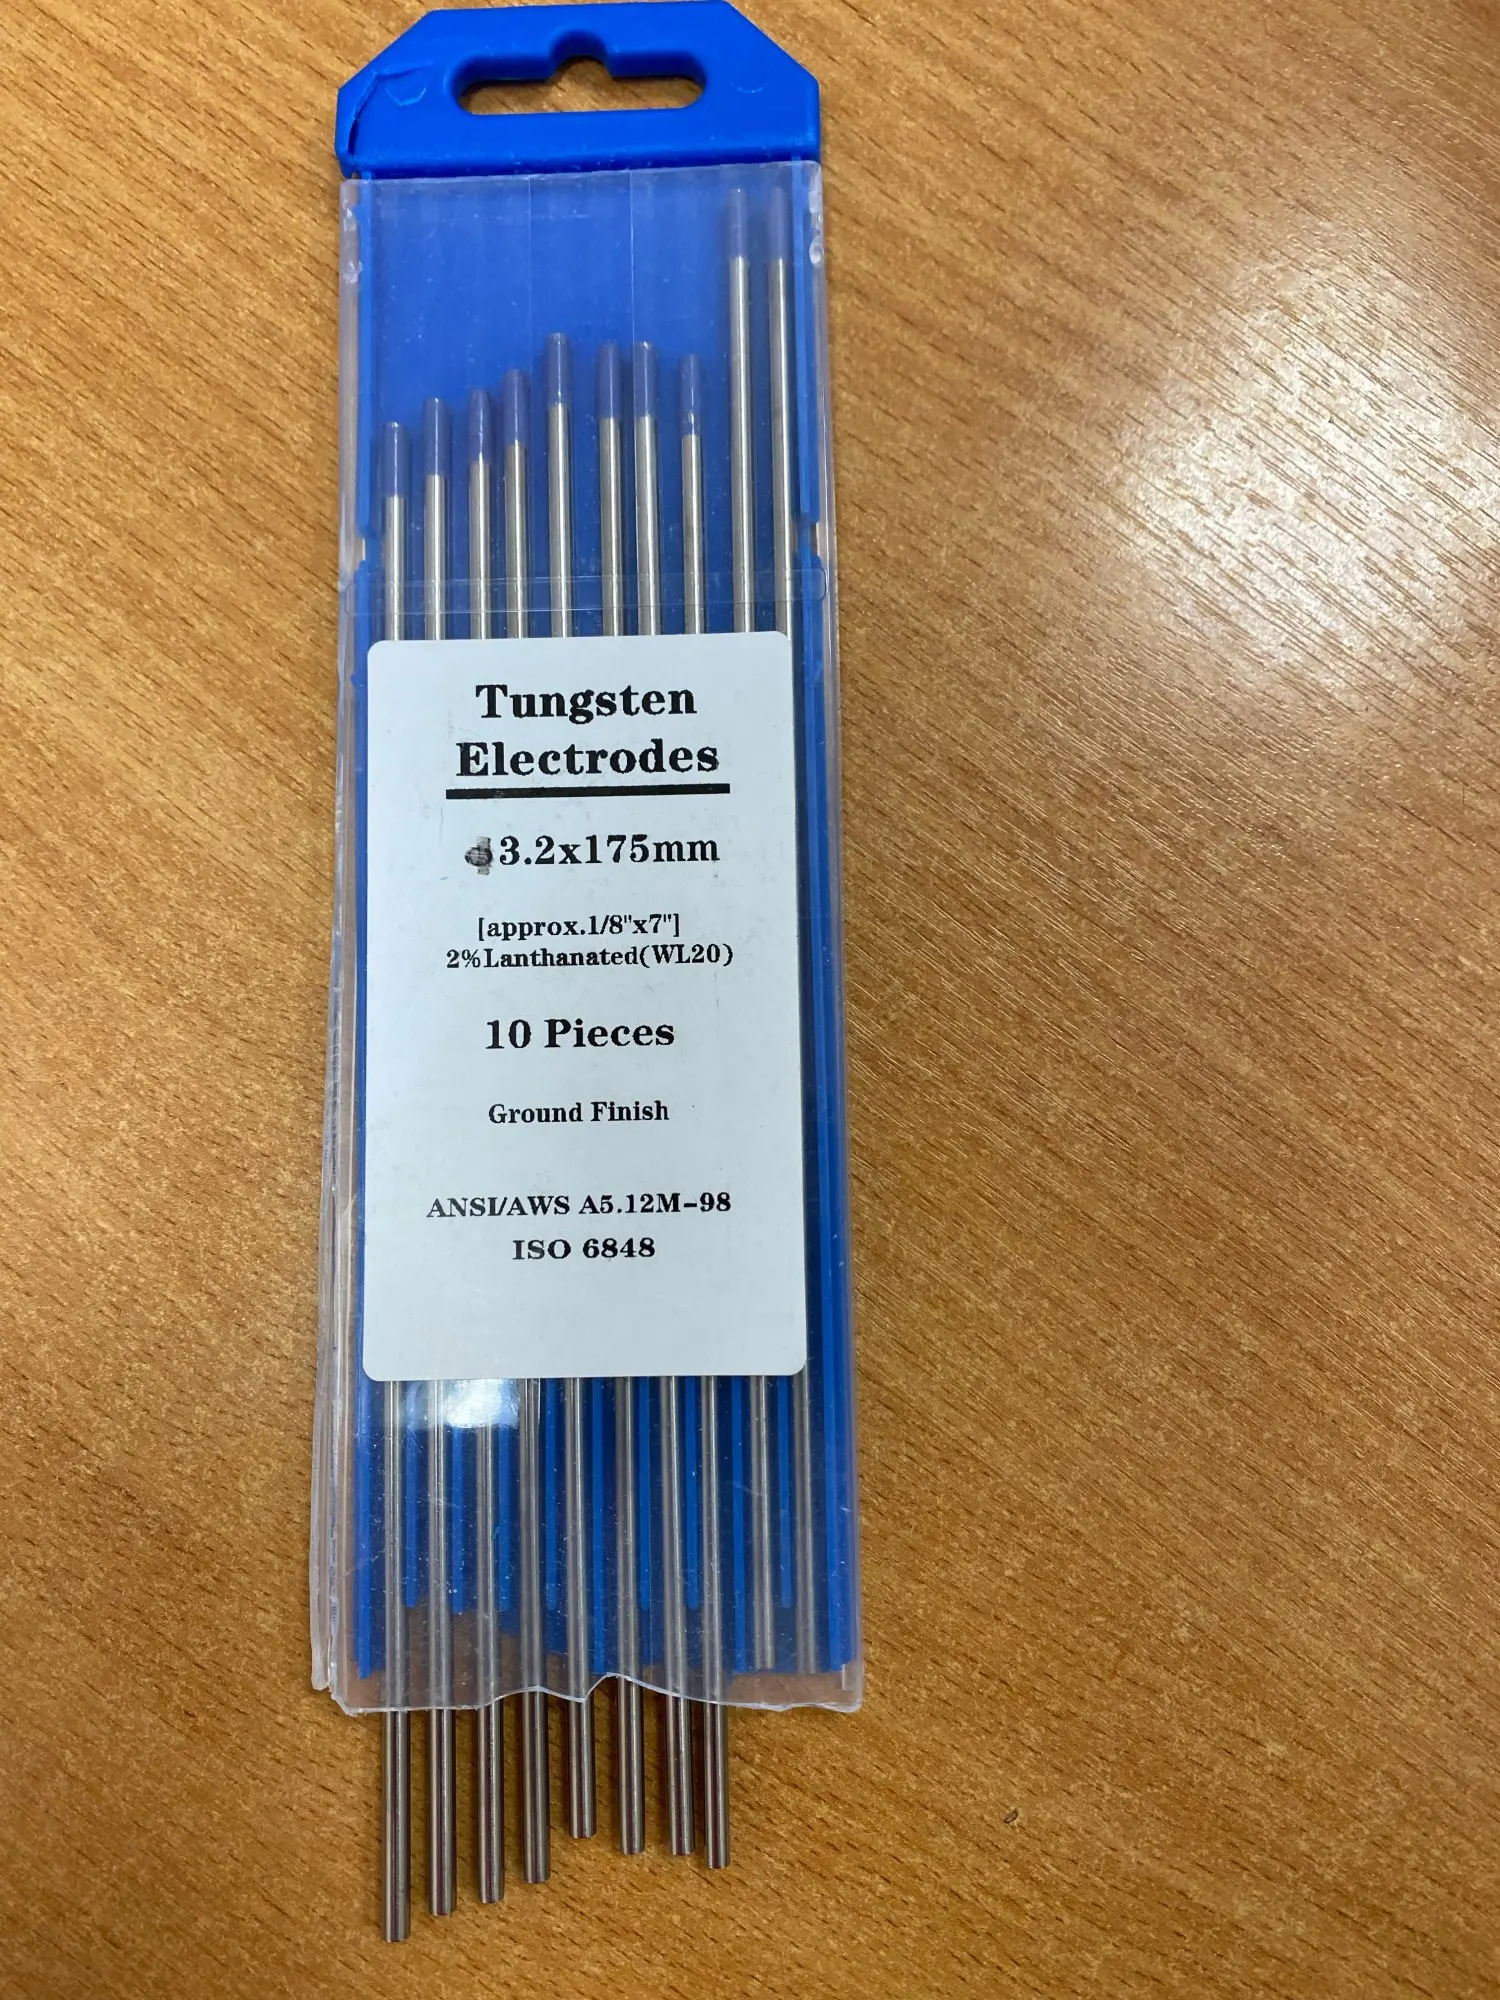 Tungsten
Electrodes
3.2x175mm
[approx.1/8"x7"]
2%Lanthanated(WL20)
10 Pieces
Ground Finish
ANSI/AWS A5.12M-98
ISO 6848